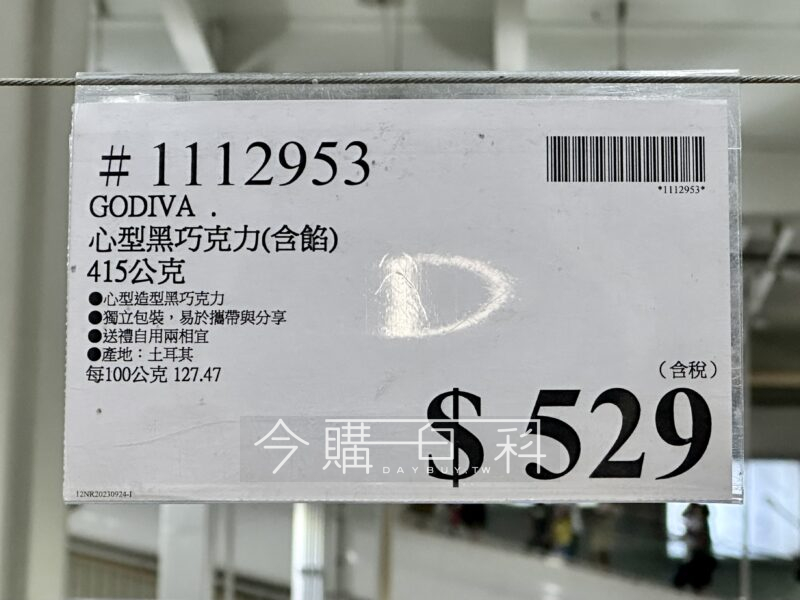 # 1112953
*1112953*
GODIVA .
心型黑巧克力(含餡)
415公克
●心型造型黑巧克力
●獨立包裝，易於攜帶與分享
●送禮自用兩相宜
●產地：土耳其
每100公克 127.47
（含稅）
$ 529
今購百科
DAYBUY.TW
12NR20230924-1